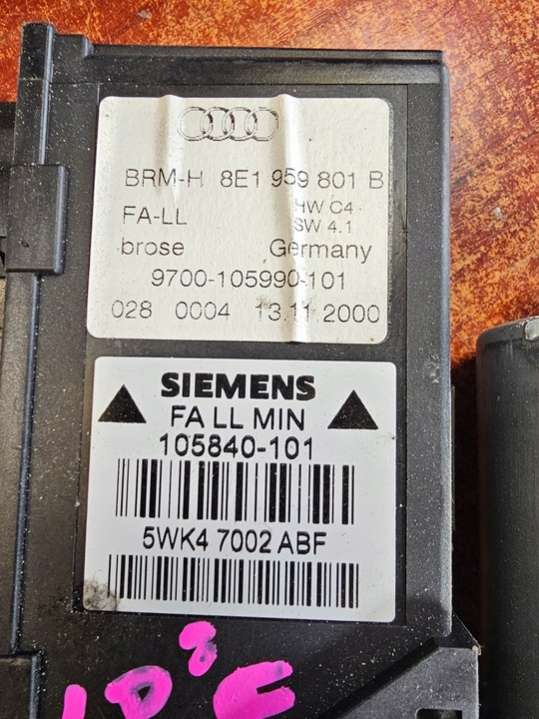 BRM-H 8E1 959 801 B
FA-LL HW C4
SW 4.1
brose Germany
9700-105990-101
028 0004 13.11.2000
SIEMENS
FA LL MIN
105840-101
5WK4 7002 ABF